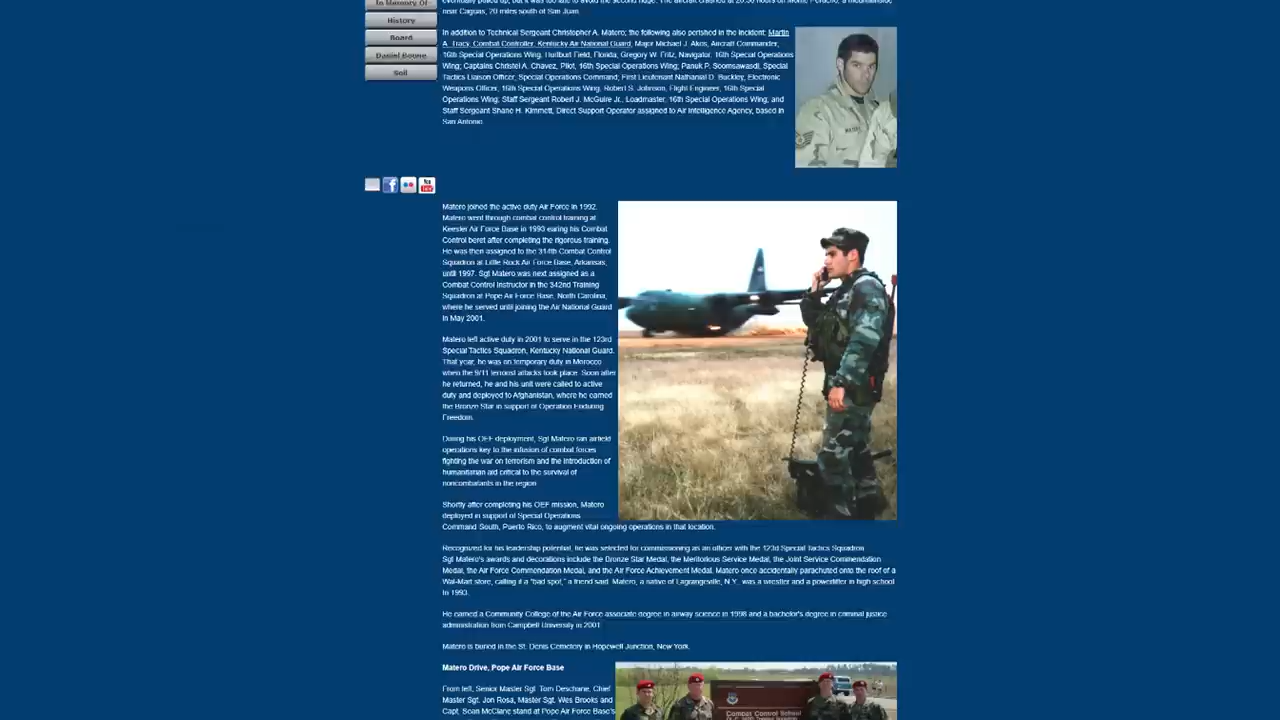 In Memory Of
History
Board
Daniel Bourne
Soil
eventually pulled up, but it was too late to avoid the second ridge. The aircraft crashed at 20:30 hours on Monte Perucho, a mountainside
near Caguas, 20 miles south of San Juan.
In addition to Technical Sergeant Christopher A. Matero; the following also perished in the incident: Martin
A. Tracy, Combat Controller, Kentucky Air National Guard, Major Michael J. Akos, Aircraft Commander,
16th Special Operations Wing, Hurlburt Field, Florida, Gregory W. Fritz, Navigator, 16th Special Operations
Wing; Captains Christel A. Chavez, Pilot, 16th Special Operations Wing; Panuk P. Soomsawasdi, Special
Tactics Liaison Officer, Special Operations Command; First Lieutenant Nathanial D. Buckley, Electronic
Weapons Officer, 16th Special Operations Wing; Robert S. Johnson, Flight Engineer, 16th Special
Operations Wing; Staff Sergeant Robert J. McGuire Jr., Loadmaster, 16th Special Operations Wing; and
Staff Sergeant Shane H. Kimmett, Direct Support Operator assigned to Air Intelligence Agency, based in
San Antonio.
MATERO
You
Tube
Matero joined the active duty Air Force in 1992.
Matero went through combat control training at
Keesler Air Force Base in 1993 earing his Combat
Control beret after completing the rigorous training.
He was then assigned to the 314th Combat Control
Squadron at Little Rock Air Force Base, Arkansas,
until 1997. Sgt Matero was next assigned as a
Combat Control Instructor in the 342nd Training
Squadron at Pope Air Force Base, North Carolina,
where he served until joining the Air National Guard
in May 2001.
Matero left active duty in 2001 to serve in the 123rd
Special Tactics Squadron, Kentucky National Guard.
That year, he was on temporary duty in Morocco
when the 9/11 terrorist attacks took place. Soon after
he returned, he and his unit were called to active
duty and deployed to Afghanistan, where he earned
the Bronze Star in support of Operation Enduring
Freedom.
During his OEF deployment, Sgt Matero ran airfield
operations key to the infusion of combat forces
fighting the war on terrorism and the introduction of
humanitarian aid critical to the survival of
noncombatants in the region.
Shortly after completing his OEF mission, Matero
deployed in support of Special Operations
Command South, Puerto Rico, to augment vital ongoing operations in that location.
Recognized for his leadership potential, he was selected for commissioning as an officer with the 123d Special Tactics Squadron.
Sgt Matero's awards and decorations include the Bronze Star Medal, the Meritorious Service Medal, the Joint Service Commendation
Medal, the Air Force Commendation Medal, and the Air Force Achievement Medal. Matero once accidentally parachuted onto the roof of a
Wal-Mart store, calling it a "bad spot," a friend said. Matero, a native of Lagrangeville, N.Y., was a wrestler and a powerlifter in high school
in 1993.
He earned a Community College of the Air Force associate degree in airway science in 1998 and a bachelor's degree in criminal justice
administration from Campbell University in 2001.
Matero is buried in the St. Denis Cemetery in Hopewell Junction, New York.
Matero Drive, Pope Air Force Base
From left, Senior Master Sgt. Tom Deschane, Chief
Master Sgt. Jon Rosa, Master Sgt. Wes Brooks and
Capt. Sean McClane stand at Pope Air Force Base's
Combat Control School